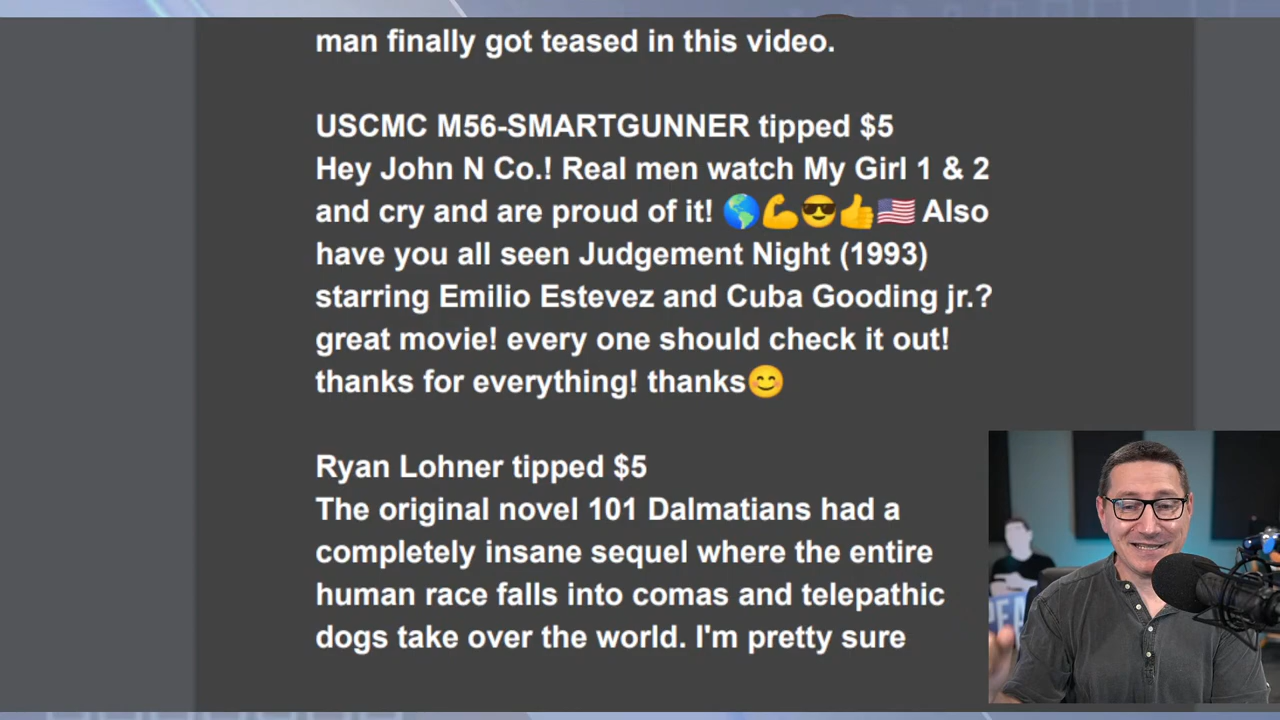 man finally got teased in this video.
USCMC M56-SMARTGUNNER tipped $5
Hey John N Co.! Real men watch My Girl 1 & 2
and cry and are proud of it! 🌎💪😎👍🇺🇸 Also
have you all seen Judgement Night (1993)
starring Emilio Estevez and Cuba Gooding jr.?
great movie! every one should check it out!
thanks for everything! thanks😊
Ryan Lohner tipped $5
The original novel 101 Dalmatians had a
completely insane sequel where the entire
human race falls into comas and telepathic
dogs take over the world. I'm pretty sure